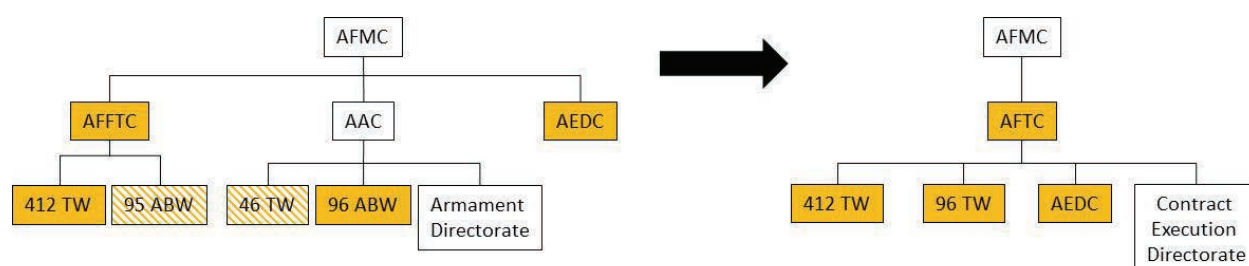 AFMC
AFFTC
AAC
AEDC
412 TW
95 ABW
46 TW
96 ABW
Armament
Directorate
AFMC
AFTC
412 TW
96 TW
AEDC
Contract
Execution
Directorate